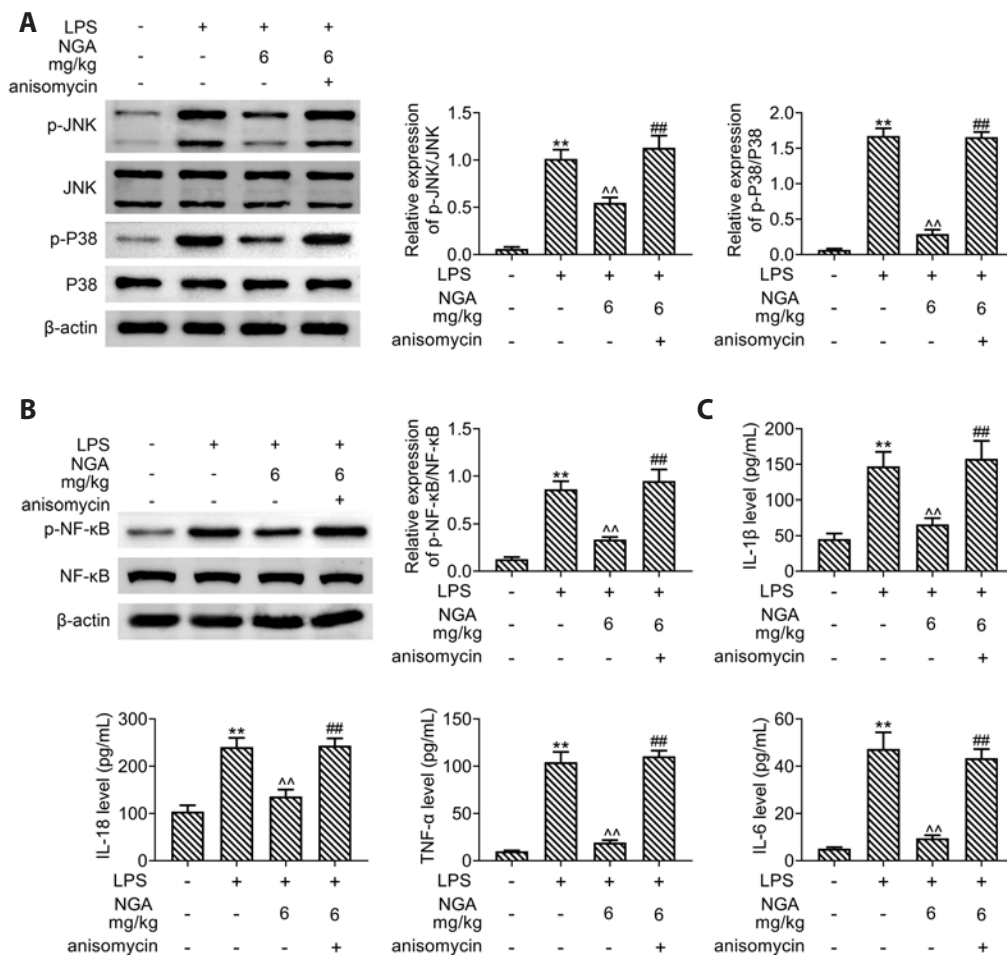 A
LPS - + + +
NGA mg/kg - - 6 6
anisomycin - - - +
p-JNK
JNK
p-P38
P38
β-actin
Relative expression
of p-JNK/JNK
1.5
1.0
0.5
0.0
** ^^ ##
LPS - + + +
NGA mg/kg - - 6 6
anisomycin - - - +
Relative expression
of p-P38/P38
2.0
1.5
1.0
0.5
0.0
** ^^ ##
LPS - + + +
NGA mg/kg - - 6 6
anisomycin - - - +
B
LPS - + + +
NGA mg/kg - - 6 6
anisomycin - - - +
p-NF-κB
NF-κB
β-actin
Relative expression
of p-NF-κB/NF-κB
1.5
1.0
0.5
0.0
** ^^ ##
LPS - + + +
NGA mg/kg - - 6 6
anisomycin - - - +
C
IL-1β level (pg/mL)
200
150
100
50
0
** ^^ ##
LPS - + + +
NGA mg/kg - - 6 6
anisomycin - - - +
IL-18 level (pg/mL)
300
200
100
0
** ^^ ##
LPS - + + +
NGA mg/kg - - 6 6
anisomycin - - - +
TNF-α level (pg/mL)
150
100
50
0
** ^^ ##
LPS - + + +
NGA mg/kg - - 6 6
anisomycin - - - +
IL-6 level (pg/mL)
60
40
20
0
** ^^ ##
LPS - + + +
NGA mg/kg - - 6 6
anisomycin - - - +